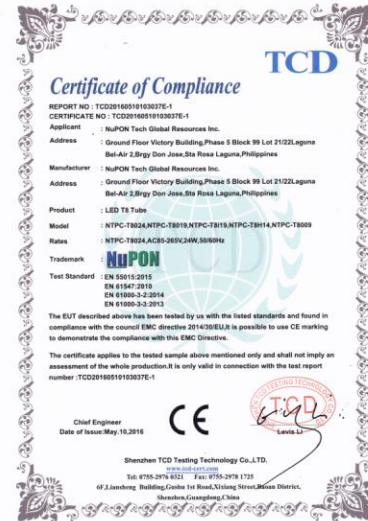 TCD
Certificate of Compliance
REPORT NO : TCD20160510103037E-1
CERTIFICATE NO : TCD20160510103037E-1
Applicant : NuPON Tech Global Resources Inc.
Address : Ground Floor Victory Building,Phase 5 Block 99 Lot 21/22Laguna
Bel-Air 2,Brgy Don Jose,Sta Rosa Laguna,Philippines
Manufacturer : NuPON Tech Global Resources Inc.
Address : Ground Floor Victory Building,Phase 5 Block 99 Lot 21/22Laguna
Bel-Air 2,Brgy Don Jose,Sta Rosa Laguna,Philippines
Product : LED T8 Tube
Model : NTPC-T8024,NTPC-T8019,NTPC-T8I19,NTPC-T8H14,NTPC-T8009
Rates : NTPC-T8024,AC85-265V,24W,50/60Hz
Trademark : NuPON
Test Standard : EN 55015:2015
EN 61547:2010
EN 61000-3-2:2014
EN 61000-3-3:2013
The EUT described above has been tested by us with the listed standards and found in
compliance with the council EMC directive 2014/30/EU,It is possible to use CE marking
to demonstrate the compliance with this EMC Directive.
The certificate applies to the tested sample above mentioned only and shall not imply an
assessment of the whole production.It is only valid in connection with the test report
number :TCD20160510103037E-1
CE
TCD
Chief Engineer
Date of Issue:May.10,2016
Levis Li
Shenzhen TCD Testing Technology Co.,LTD.
www.tcd-cert.com
Tel: 0755-2976 0321 Fax: 0755-2978 1725
6F,Liansheng Building,Gushu 1st Road,Xixiang Street,Baoan District,
Shenzhen,Guangdong,China